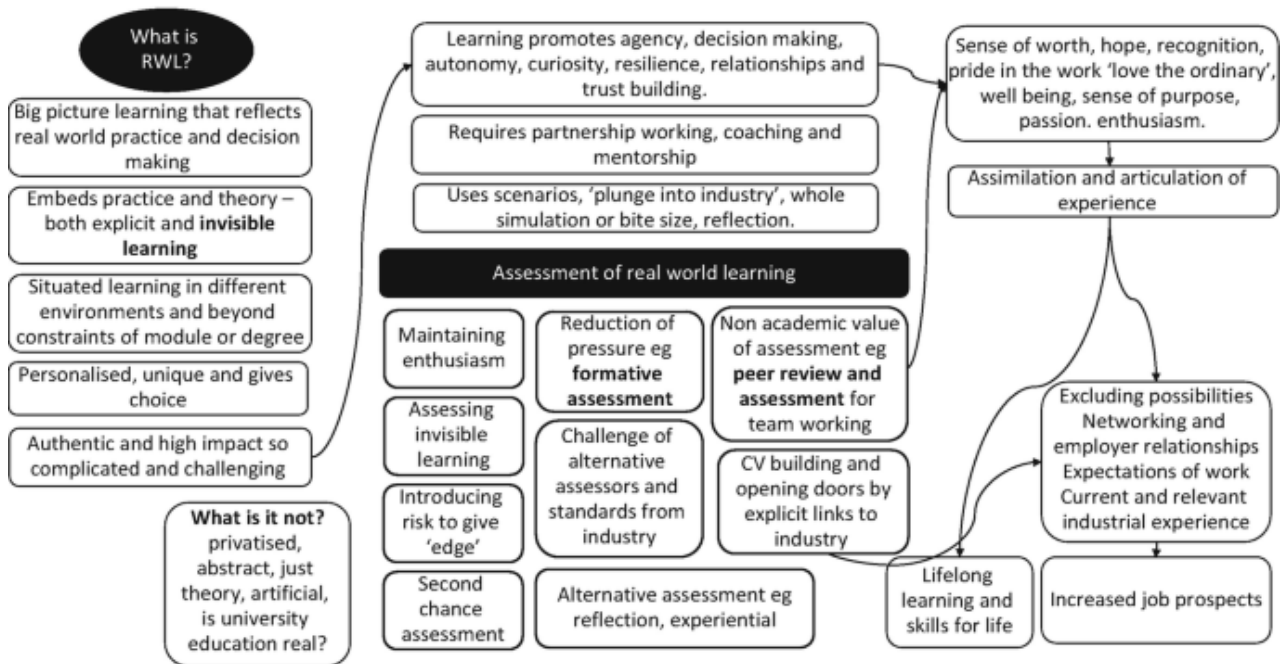 What is
RWL?
Big picture learning that reflects
real world practice and decision
making
Embeds practice and theory –
both explicit and invisible
learning
Situated learning in different
environments and beyond
constraints of module or degree
Personalised, unique and gives
choice
Authentic and high impact so
complicated and challenging
What is it not?
privatised,
abstract, just
theory, artificial,
is university
education real?
Learning promotes agency, decision making,
autonomy, curiosity, resilience, relationships and
trust building.
Requires partnership working, coaching and
mentorship
Uses scenarios, ‘plunge into industry’, whole
simulation or bite size, reflection.
Assessment of real world learning
Maintaining
enthusiasm
Assessing
invisible
learning
Introducing
risk to give
‘edge’
Second
chance
assessment
Reduction of
pressure eg
formative
assessment
Challenge of
alternative
assessors and
standards from
industry
Non academic value
of assessment eg
peer review and
assessment for
team working
CV building and
opening doors by
explicit links to
industry
Alternative assessment eg
reflection, experiential
Sense of worth, hope, recognition,
pride in the work ‘love the ordinary’,
well being, sense of purpose,
passion. enthusiasm.
Assimilation and articulation of
experience
Excluding possibilities
Networking and
employer relationships
Expectations of work
Current and relevant
industrial experience
Lifelong
learning and
skills for life
Increased job prospects